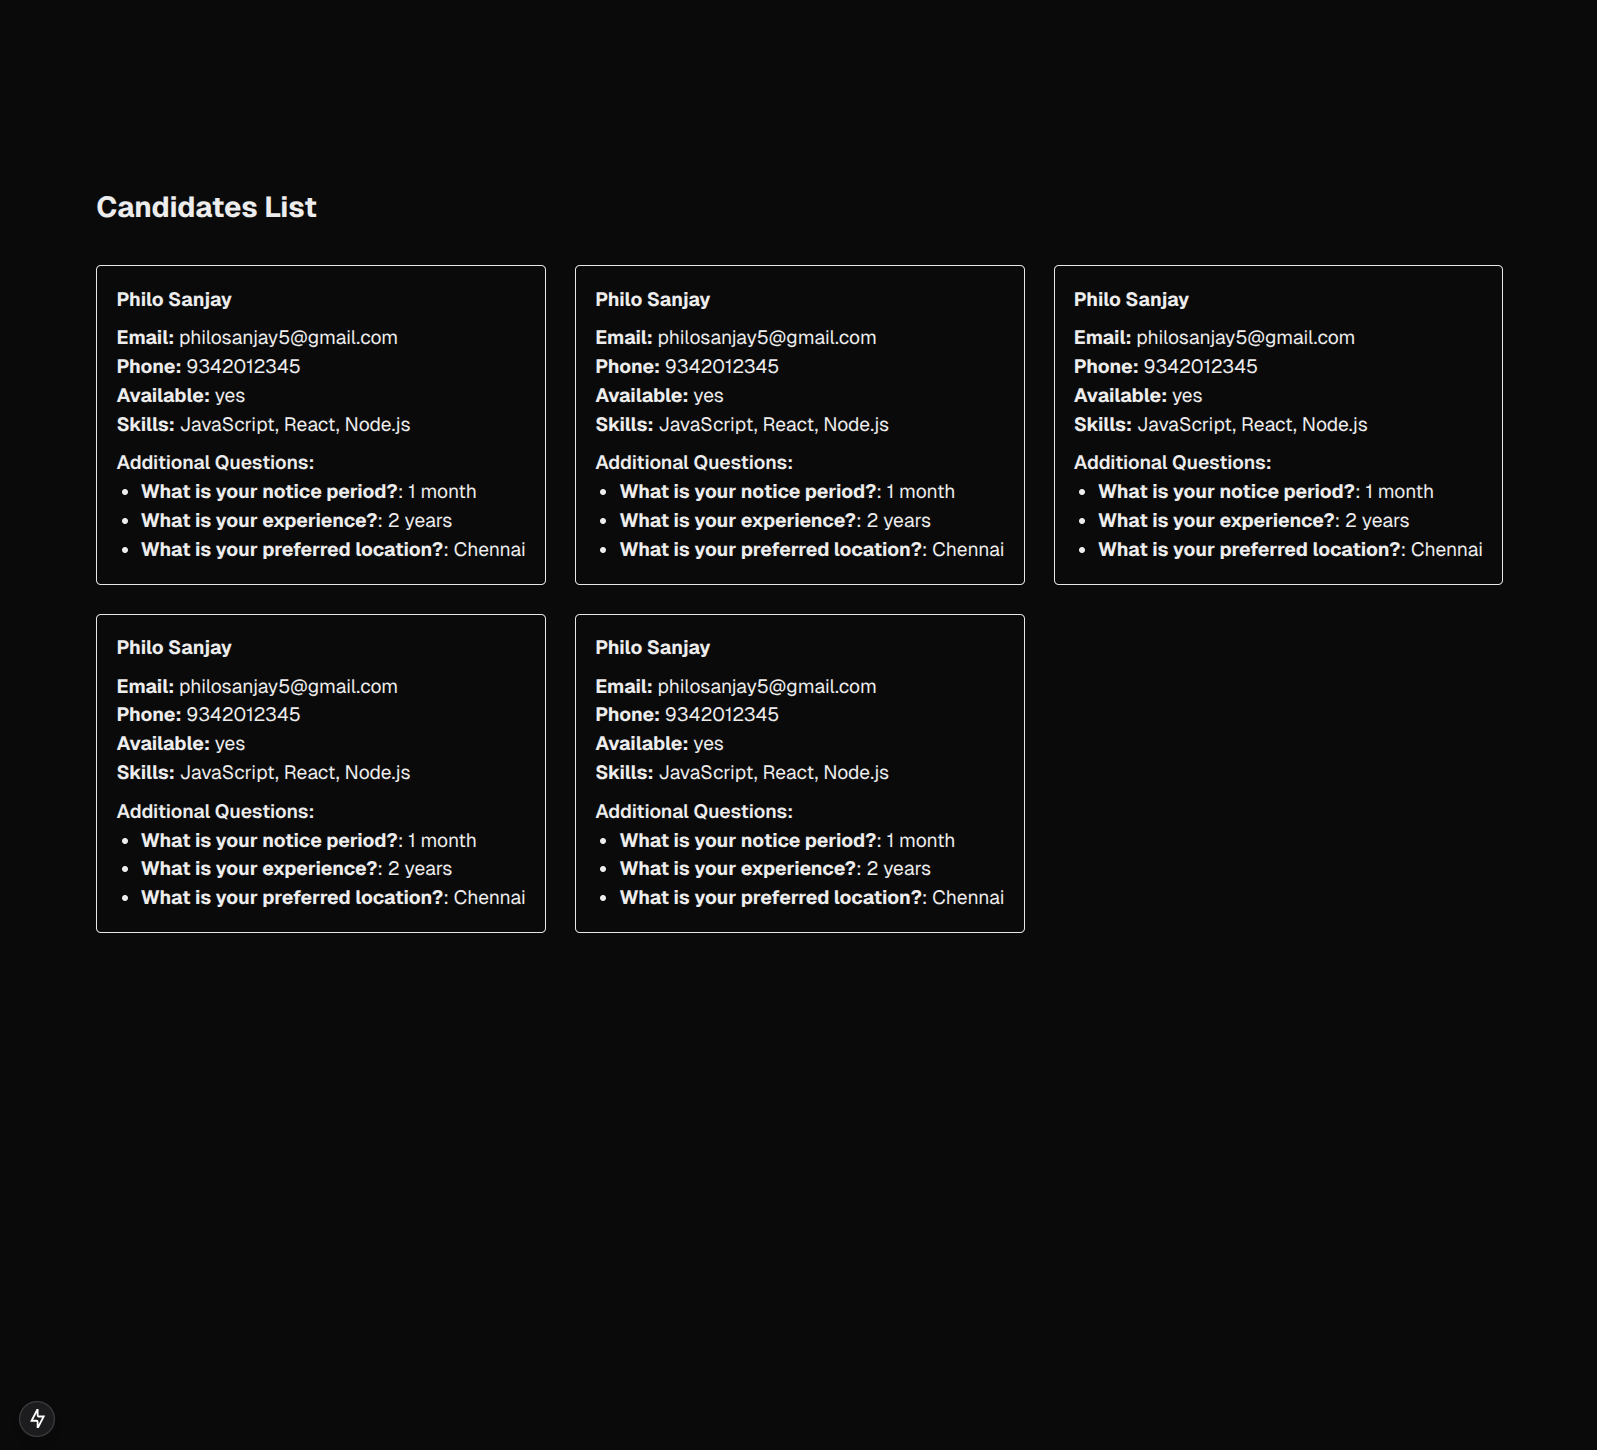 Candidates List
Philo Sanjay
Email: philosanjay5@gmail.com
Phone: 9342012345
Available: yes
Skills: JavaScript, React, Node.js
Additional Questions:
• What is your notice period?: 1 month
• What is your experience?: 2 years
• What is your preferred location?: Chennai
Philo Sanjay
Email: philosanjay5@gmail.com
Phone: 9342012345
Available: yes
Skills: JavaScript, React, Node.js
Additional Questions:
• What is your notice period?: 1 month
• What is your experience?: 2 years
• What is your preferred location?: Chennai
Philo Sanjay
Email: philosanjay5@gmail.com
Phone: 9342012345
Available: yes
Skills: JavaScript, React, Node.js
Additional Questions:
• What is your notice period?: 1 month
• What is your experience?: 2 years
• What is your preferred location?: Chennai
Philo Sanjay
Email: philosanjay5@gmail.com
Phone: 9342012345
Available: yes
Skills: JavaScript, React, Node.js
Additional Questions:
• What is your notice period?: 1 month
• What is your experience?: 2 years
• What is your preferred location?: Chennai
Philo Sanjay
Email: philosanjay5@gmail.com
Phone: 9342012345
Available: yes
Skills: JavaScript, React, Node.js
Additional Questions:
• What is your notice period?: 1 month
• What is your experience?: 2 years
• What is your preferred location?: Chennai